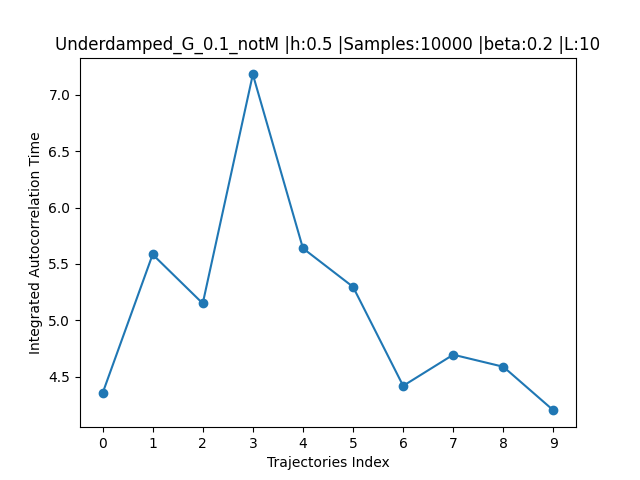 Underdamped_G_0.1_notM |h:0.5 |Samples:10000 |beta:0.2 |L:10
7.0
6.5
6.0
5.5
5.0
4.5
Integrated Autocorrelation Time
0 1 2 3 4 5 6 7 8 9
Trajectories Index